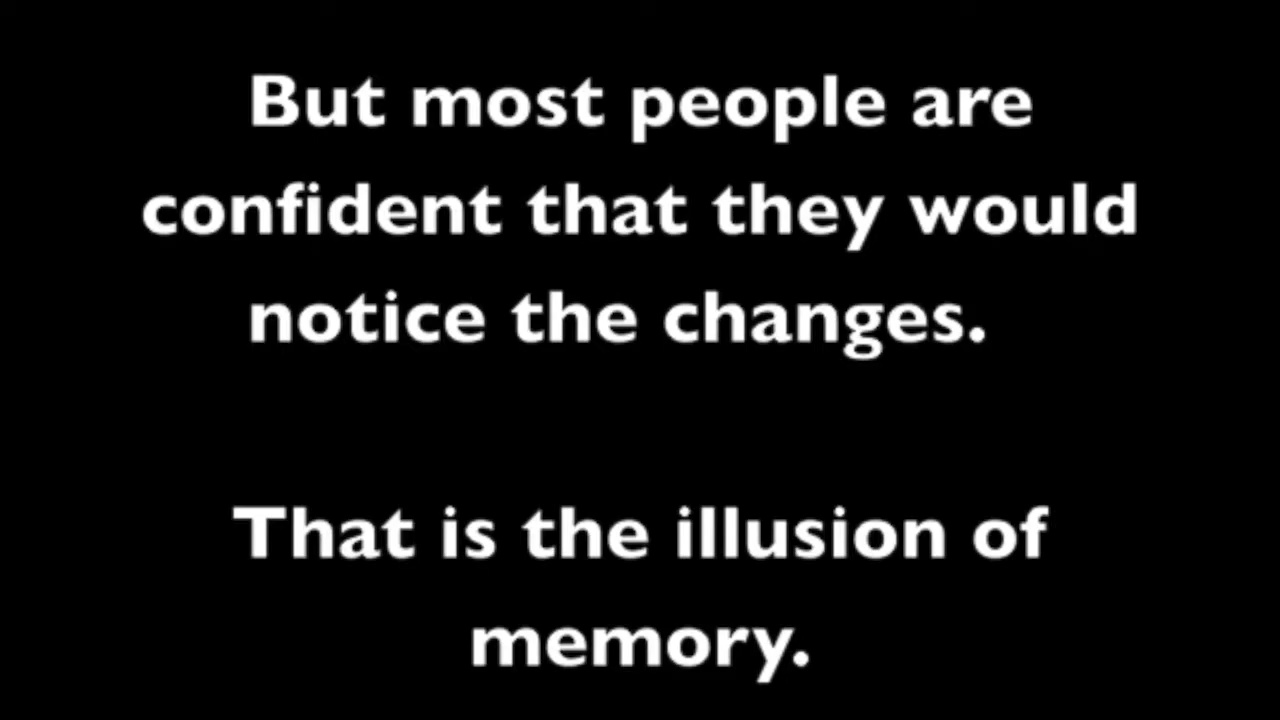 But most people are
confident that they would
notice the changes.
That is the illusion of
memory.